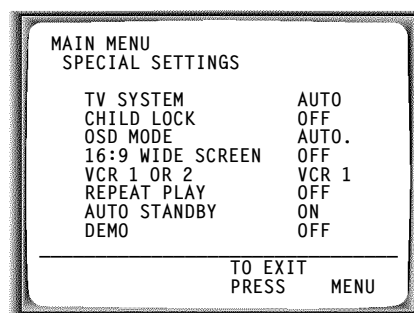 MAIN MENU
SPECIAL SETTINGS
TV SYSTEM AUTO
CHILD LOCK OFF
OSD MODE AUTO.
16:9 WIDE SCREEN OFF
VCR 1 OR 2 VCR 1
REPEAT PLAY OFF
AUTO STANDBY ON
DEMO OFF
TO EXIT
PRESS MENU